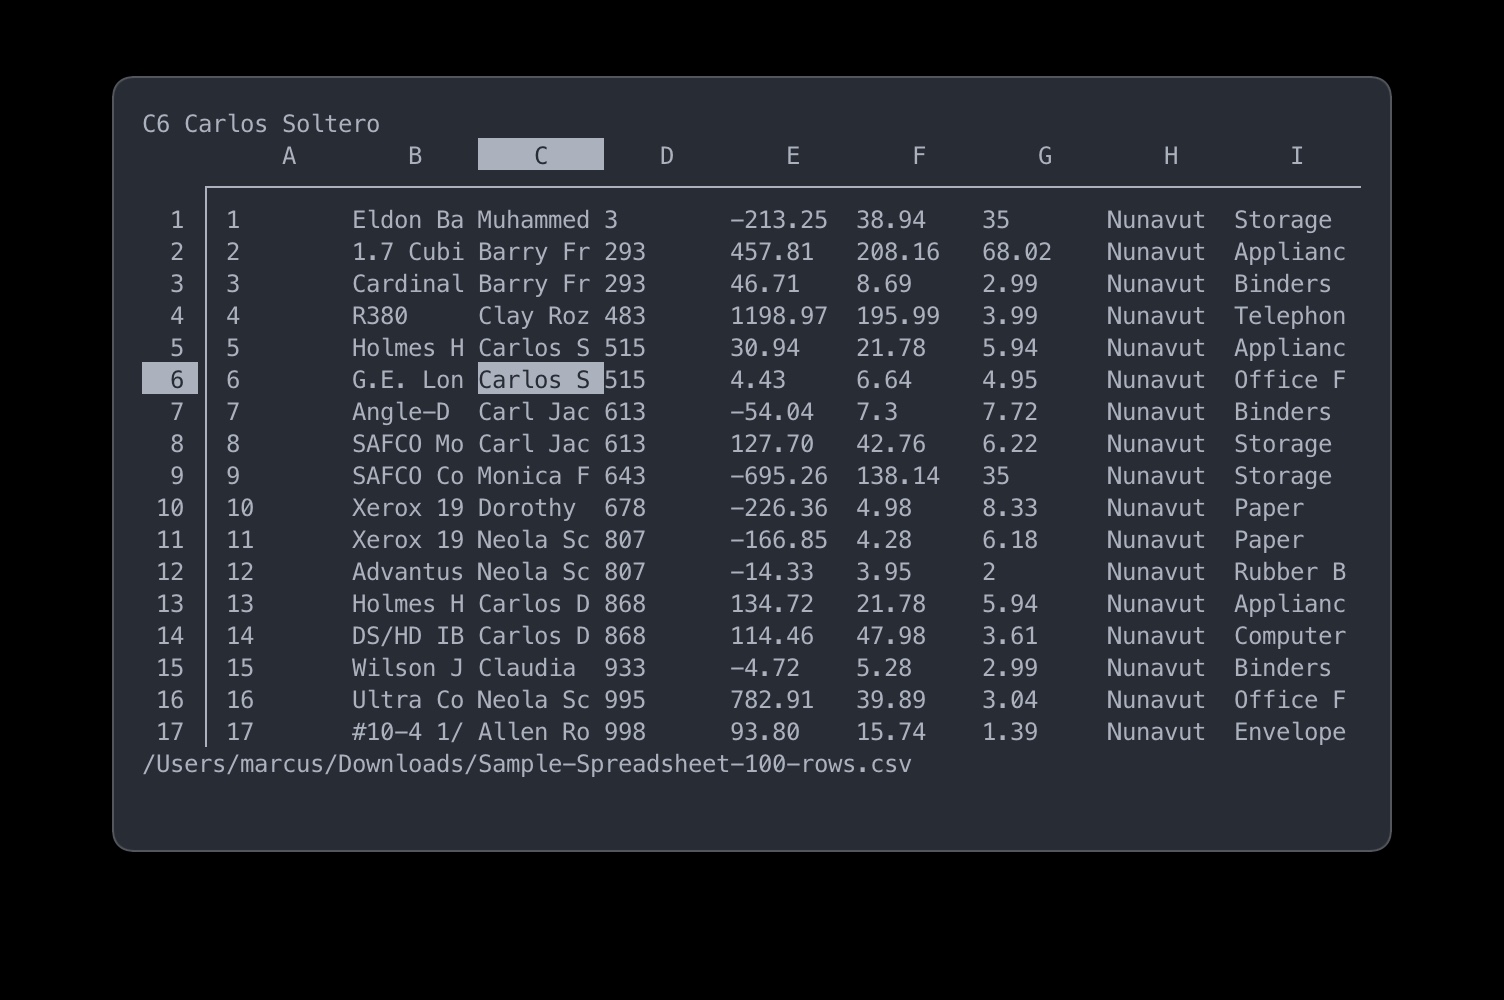 C6 Carlos Soltero
A B C D E F G H I
1 1 Eldon Ba Muhammed 3 −213.25 38.94 35 Nunavut Storage
2 2 1.7 Cubi Barry Fr 293 457.81 208.16 68.02 Nunavut Applianc
3 3 Cardinal Barry Fr 293 46.71 8.69 2.99 Nunavut Binders
4 4 R380 Clay Roz 483 1198.97 195.99 3.99 Nunavut Telephon
5 5 Holmes H Carlos S 515 30.94 21.78 5.94 Nunavut Applianc
6 6 G.E. Lon Carlos S 515 4.43 6.64 4.95 Nunavut Office F
7 7 Angle−D Carl Jac 613 −54.04 7.3 7.72 Nunavut Binders
8 8 SAFCO Mo Carl Jac 613 127.70 42.76 6.22 Nunavut Storage
9 9 SAFCO Co Monica F 643 −695.26 138.14 35 Nunavut Storage
10 10 Xerox 19 Dorothy 678 −226.36 4.98 8.33 Nunavut Paper
11 11 Xerox 19 Neola Sc 807 −166.85 4.28 6.18 Nunavut Paper
12 12 Advantus Neola Sc 807 −14.33 3.95 2 Nunavut Rubber B
13 13 Holmes H Carlos D 868 134.72 21.78 5.94 Nunavut Applianc
14 14 DS/HD IB Carlos D 868 114.46 47.98 3.61 Nunavut Computer
15 15 Wilson J Claudia 933 −4.72 5.28 2.99 Nunavut Binders
16 16 Ultra Co Neola Sc 995 782.91 39.89 3.04 Nunavut Office F
17 17 #10−4 1/ Allen Ro 998 93.80 15.74 1.39 Nunavut Envelope
/Users/marcus/Downloads/Sample−Spreadsheet−100−rows.csv